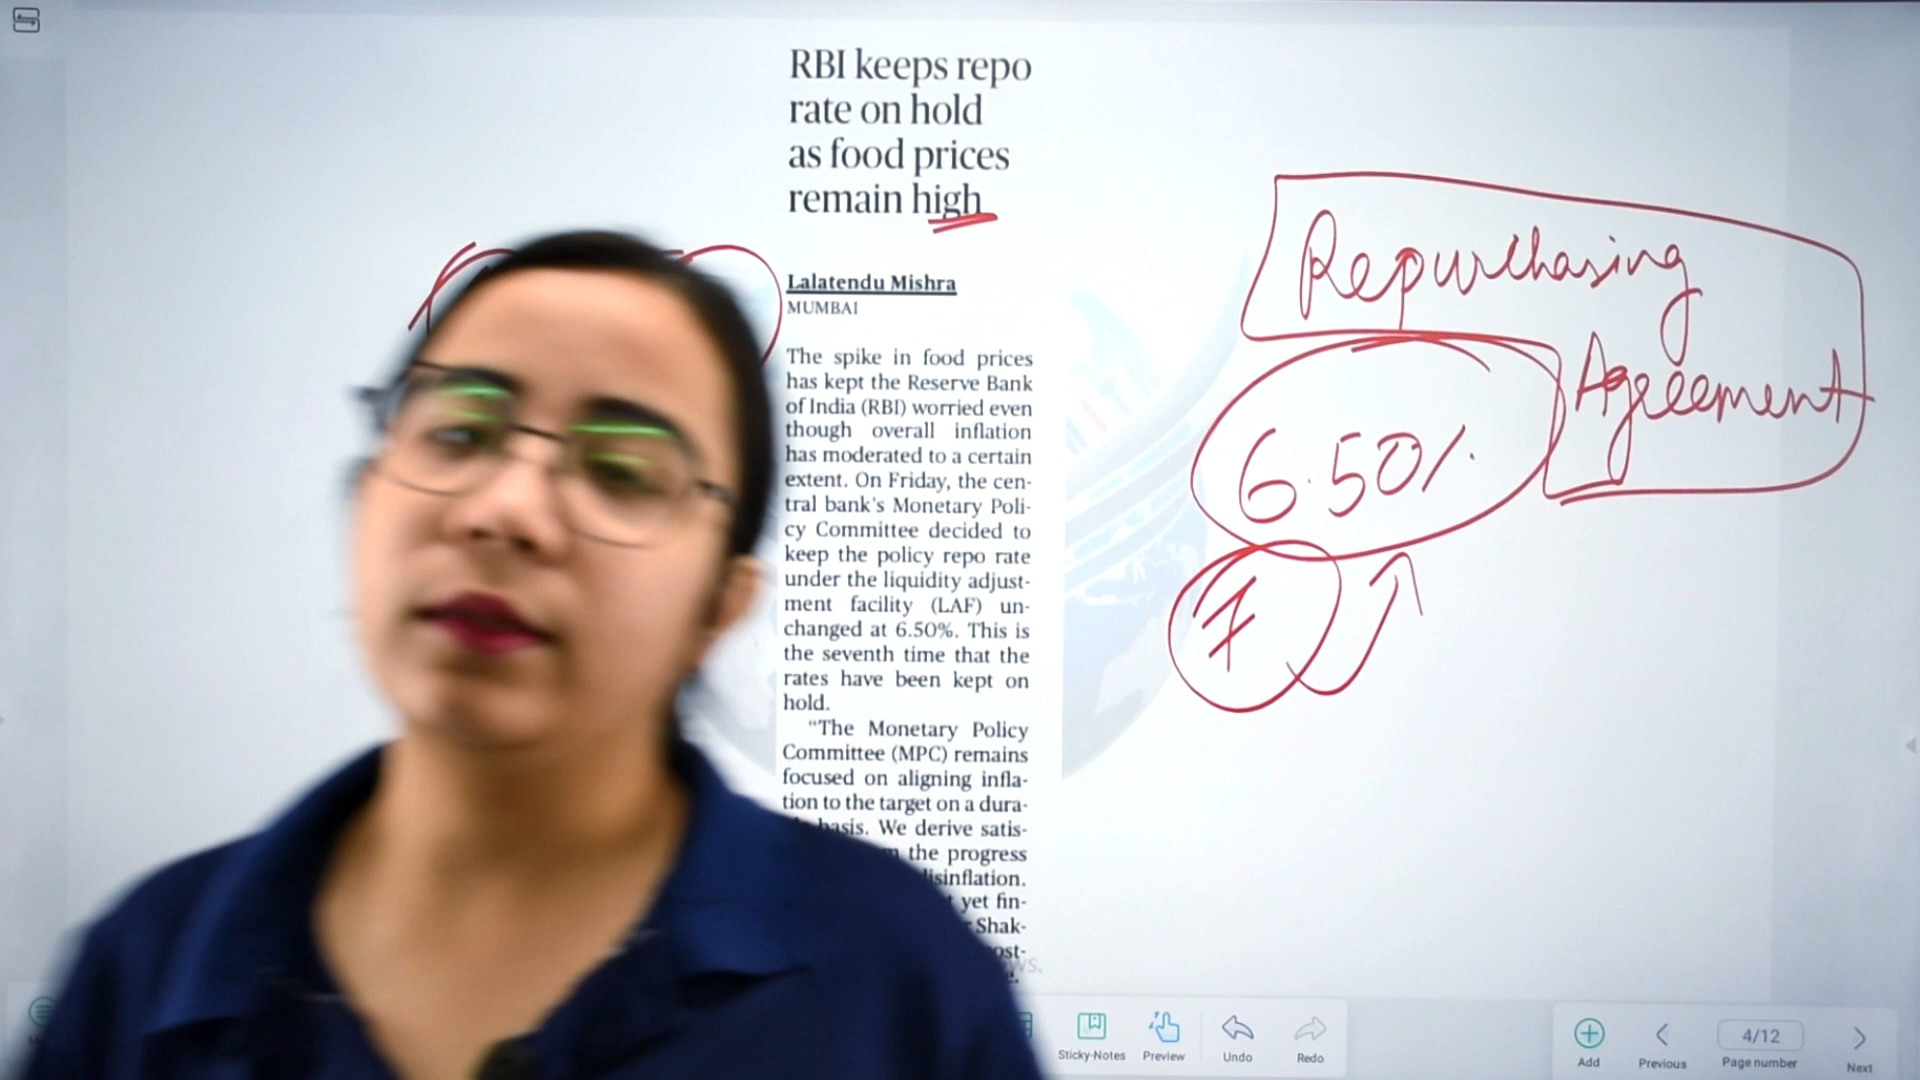 RBI keeps repo
rate on hold
as food prices
remain high
Lalatendu Mishra
MUMBAI
The spike in food prices
has kept the Reserve Bank
of India (RBI) worried even
though overall inflation
has moderated to a certain
extent. On Friday, the cen-
tral bank's Monetary Poli-
cy Committee decided to
keep the policy repo rate
under the liquidity adjust-
ment facility (LAF) un-
changed at 6.50%. This is
the seventh time that the
rates have been kept on
hold.
"The Monetary Policy
Committee (MPC) remains
focused on aligning infla-
tion to the target on a dura-
basis. We derive satis-
the progress
disinflation.
yet fin-
Shak-
ost-
Repurchasing
Agreement
6.50%
7
Sticky-Notes
Preview
Undo
Redo
Add
Previous
4/12
Page number
Next